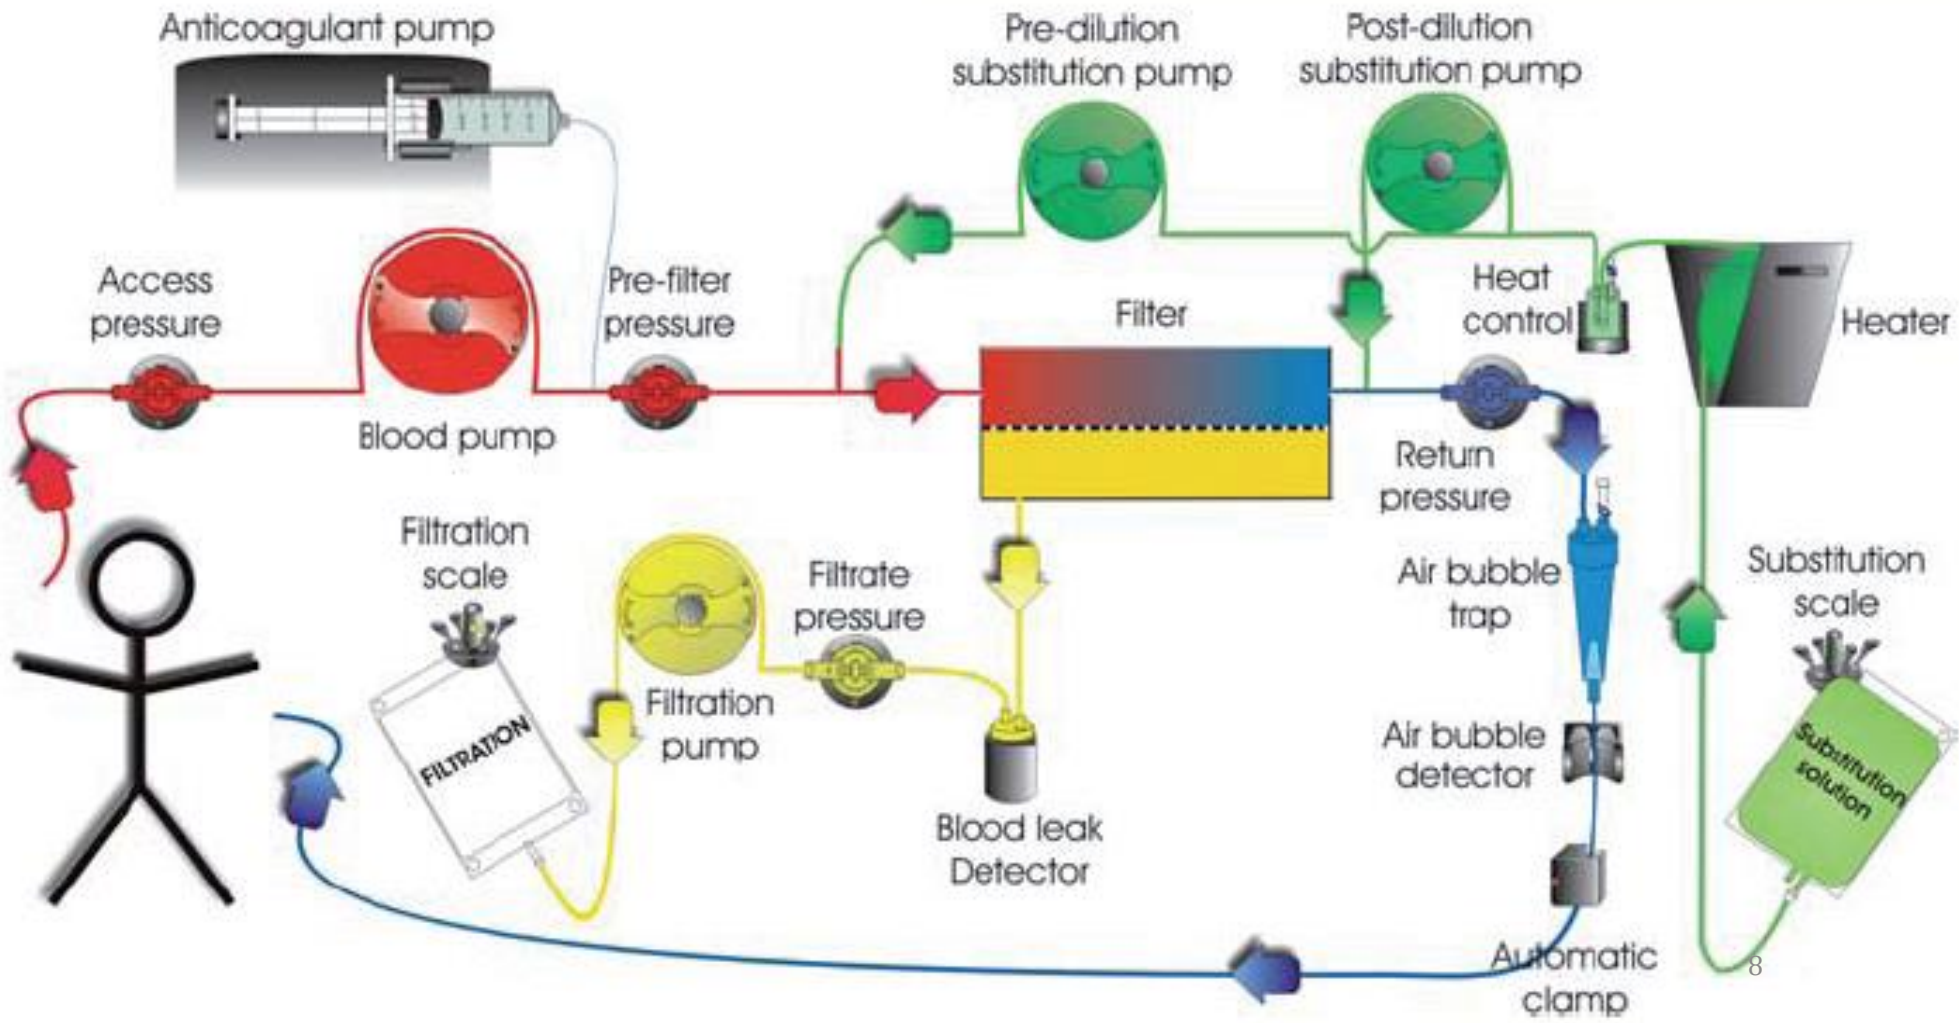 Anticoagulant pump
Pre-dilution
substitution pump
Post-dilution
substitution pump
Access
pressure
Pre-filter
pressure
Blood pump
Filter
Heat
control
Heater
Return
pressure
Filtration
scale
Filtrate
pressure
Air bubble
trap
Substitution
scale
FILTRATION
Filtration
pump
Air bubble
detector
Substitution
solution
Blood leak
Detector
Automatic
clamp
8